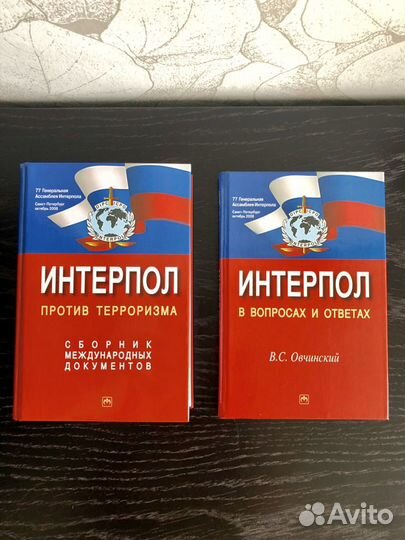 77 Генеральная
Ассамблея Интерпола
Санкт-Петербург
октябрь 2008
ИНТЕРПОЛ
ПРОТИВ ТЕРРОРИЗМА
СБОРНИК
МЕЖДУНАРОДНЫХ
ДОКУМЕНТОВ
77 Генеральная
Ассамблея Интерпола
Санкт-Петербург
октябрь 2008
ИНТЕРПОЛ
В ВОПРОСАХ И ОТВЕТАХ
В.С. Овчинский
Avito